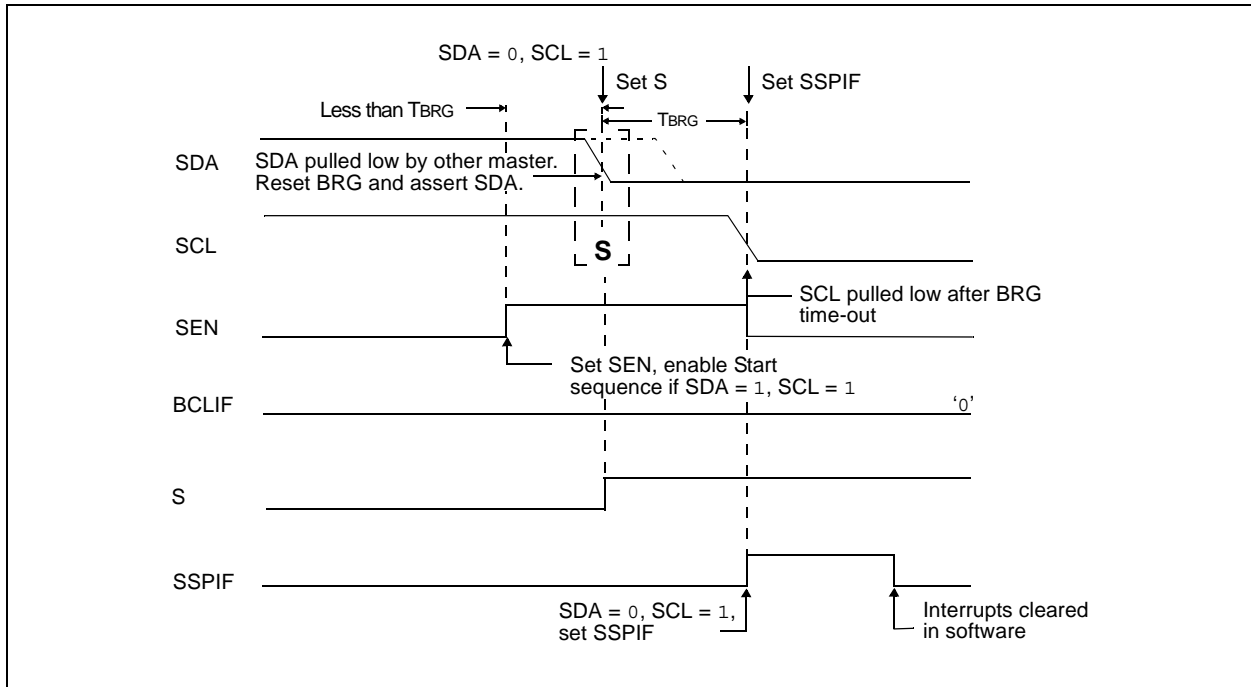 SDA = 0, SCL = 1
Set S
Set SSPIF
Less than TBRG
TBRG
SDA
SDA pulled low by other master.
Reset BRG and assert SDA.
SCL
S
SCL pulled low after BRG
time-out
SEN
Set SEN, enable Start
sequence if SDA = 1, SCL = 1
BCLIF
‘0’
S
SSPIF
SDA = 0, SCL = 1,
set SSPIF
Interrupts cleared
in software